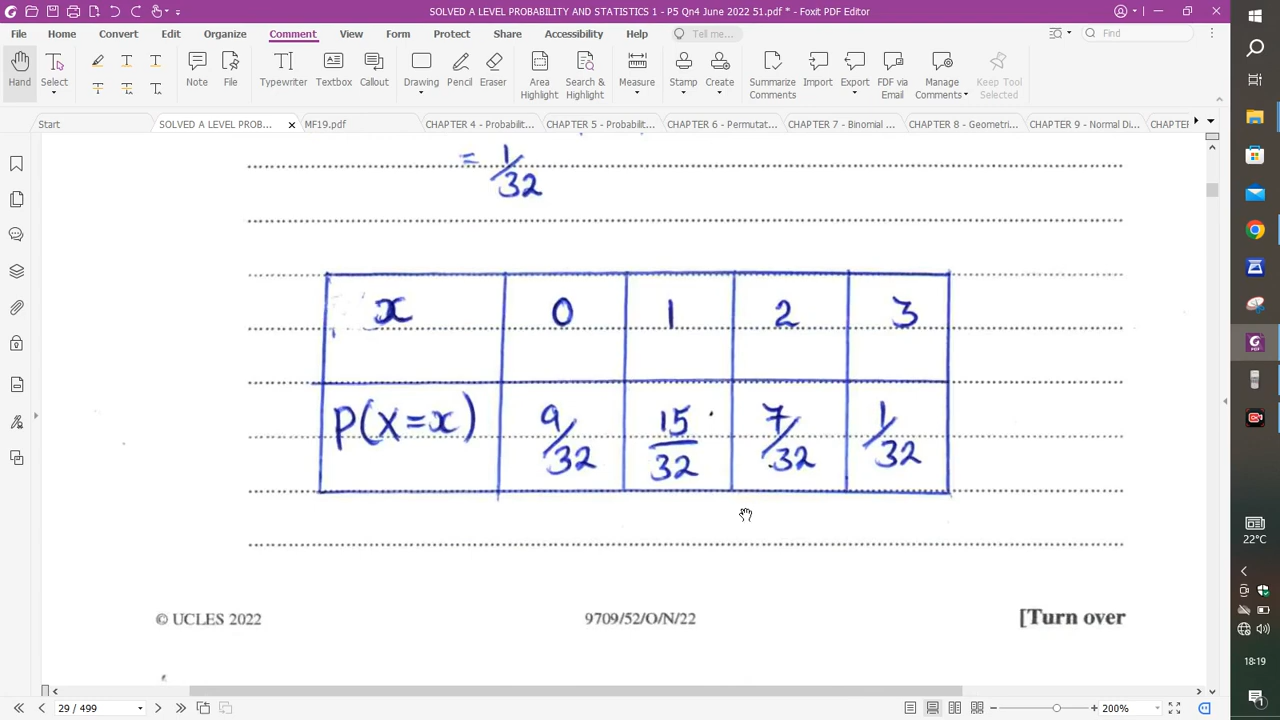 SOLVED A LEVEL PROBABILITY AND STATISTICS 1 - P5 Qn4 June 2022 51.pdf * - Foxit PDF Editor
File Home Convert Edit Organize Comment View Form Protect Share Accessibility Help Tell me... Find
Hand Select Note File Typewriter Textbox Callout Drawing Pencil Eraser Area Highlight Search & Highlight Measure Stamp Create Summarize Comments Import Export FDF via Email Manage Comments Keep Tool Selected
Start SOLVED A LEVEL PROB... MF19.pdf CHAPTER 4 - Probabilit... CHAPTER 5 - Probabilit... CHAPTER 6 - Permutat... CHAPTER 7 - Binomial ... CHAPTER 8 - Geometri... CHAPTER 9 - Normal Di... CHAPTE
= 1/32
x 0 1 2 3
P(X=x) 9/32 15/32 7/32 1/32
© UCLES 2022 9709/52/O/N/22 [Turn over
22°C
18:19
29 / 499 200%